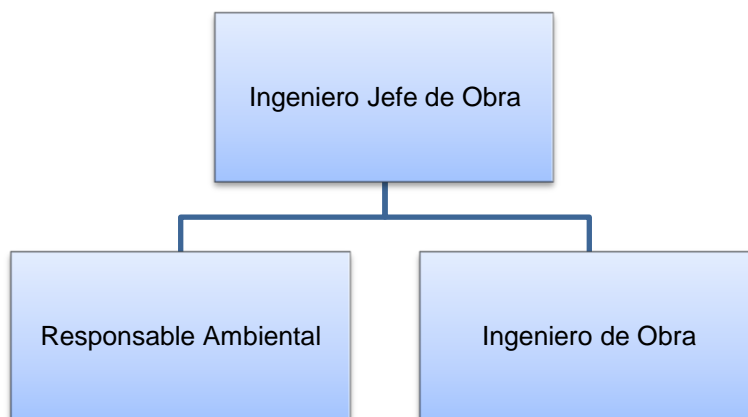 Ingeniero Jefe de Obra
Responsable Ambiental
Ingeniero de Obra